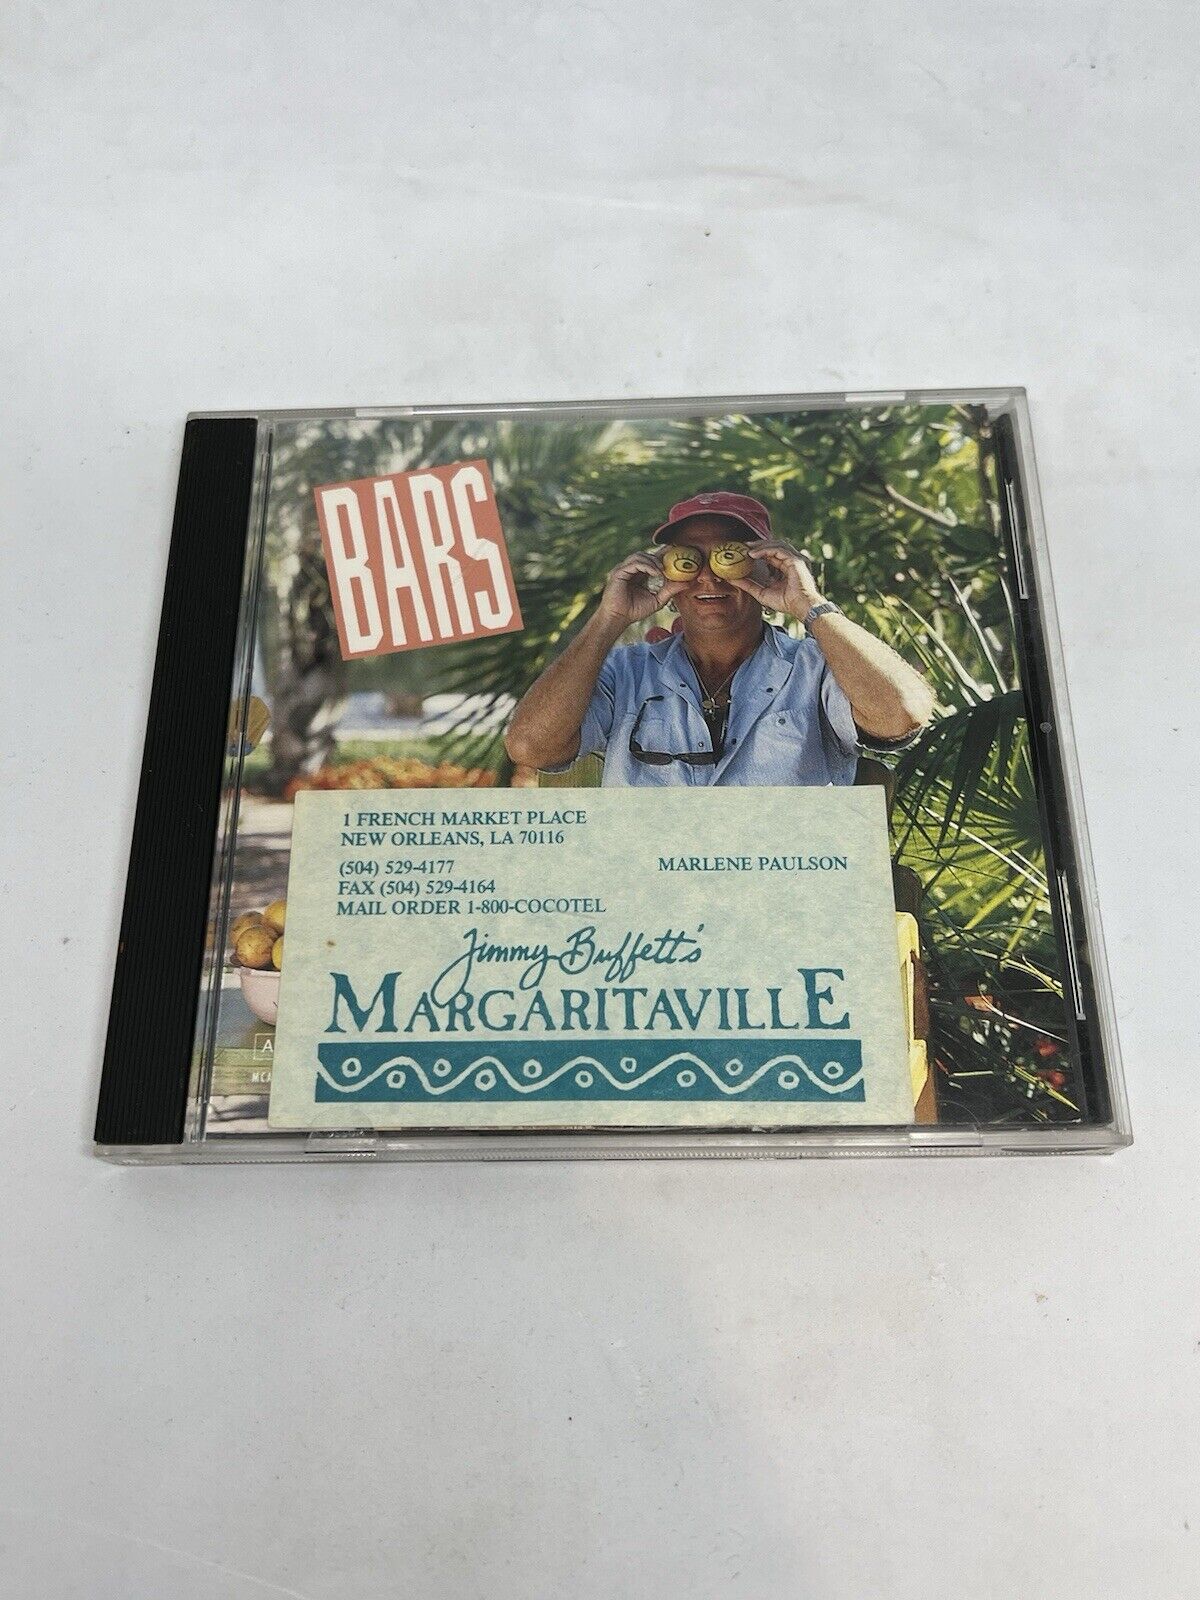 BARS
1 FRENCH MARKET PLACE
NEW ORLEANS, LA 70116
(504) 529-4177
MARLENE PAULSON
FAX (504) 529-4164
MAIL ORDER 1-800-COCOTEL
Jimmy Buffett's
MARGARITAVILLE
A
MCA